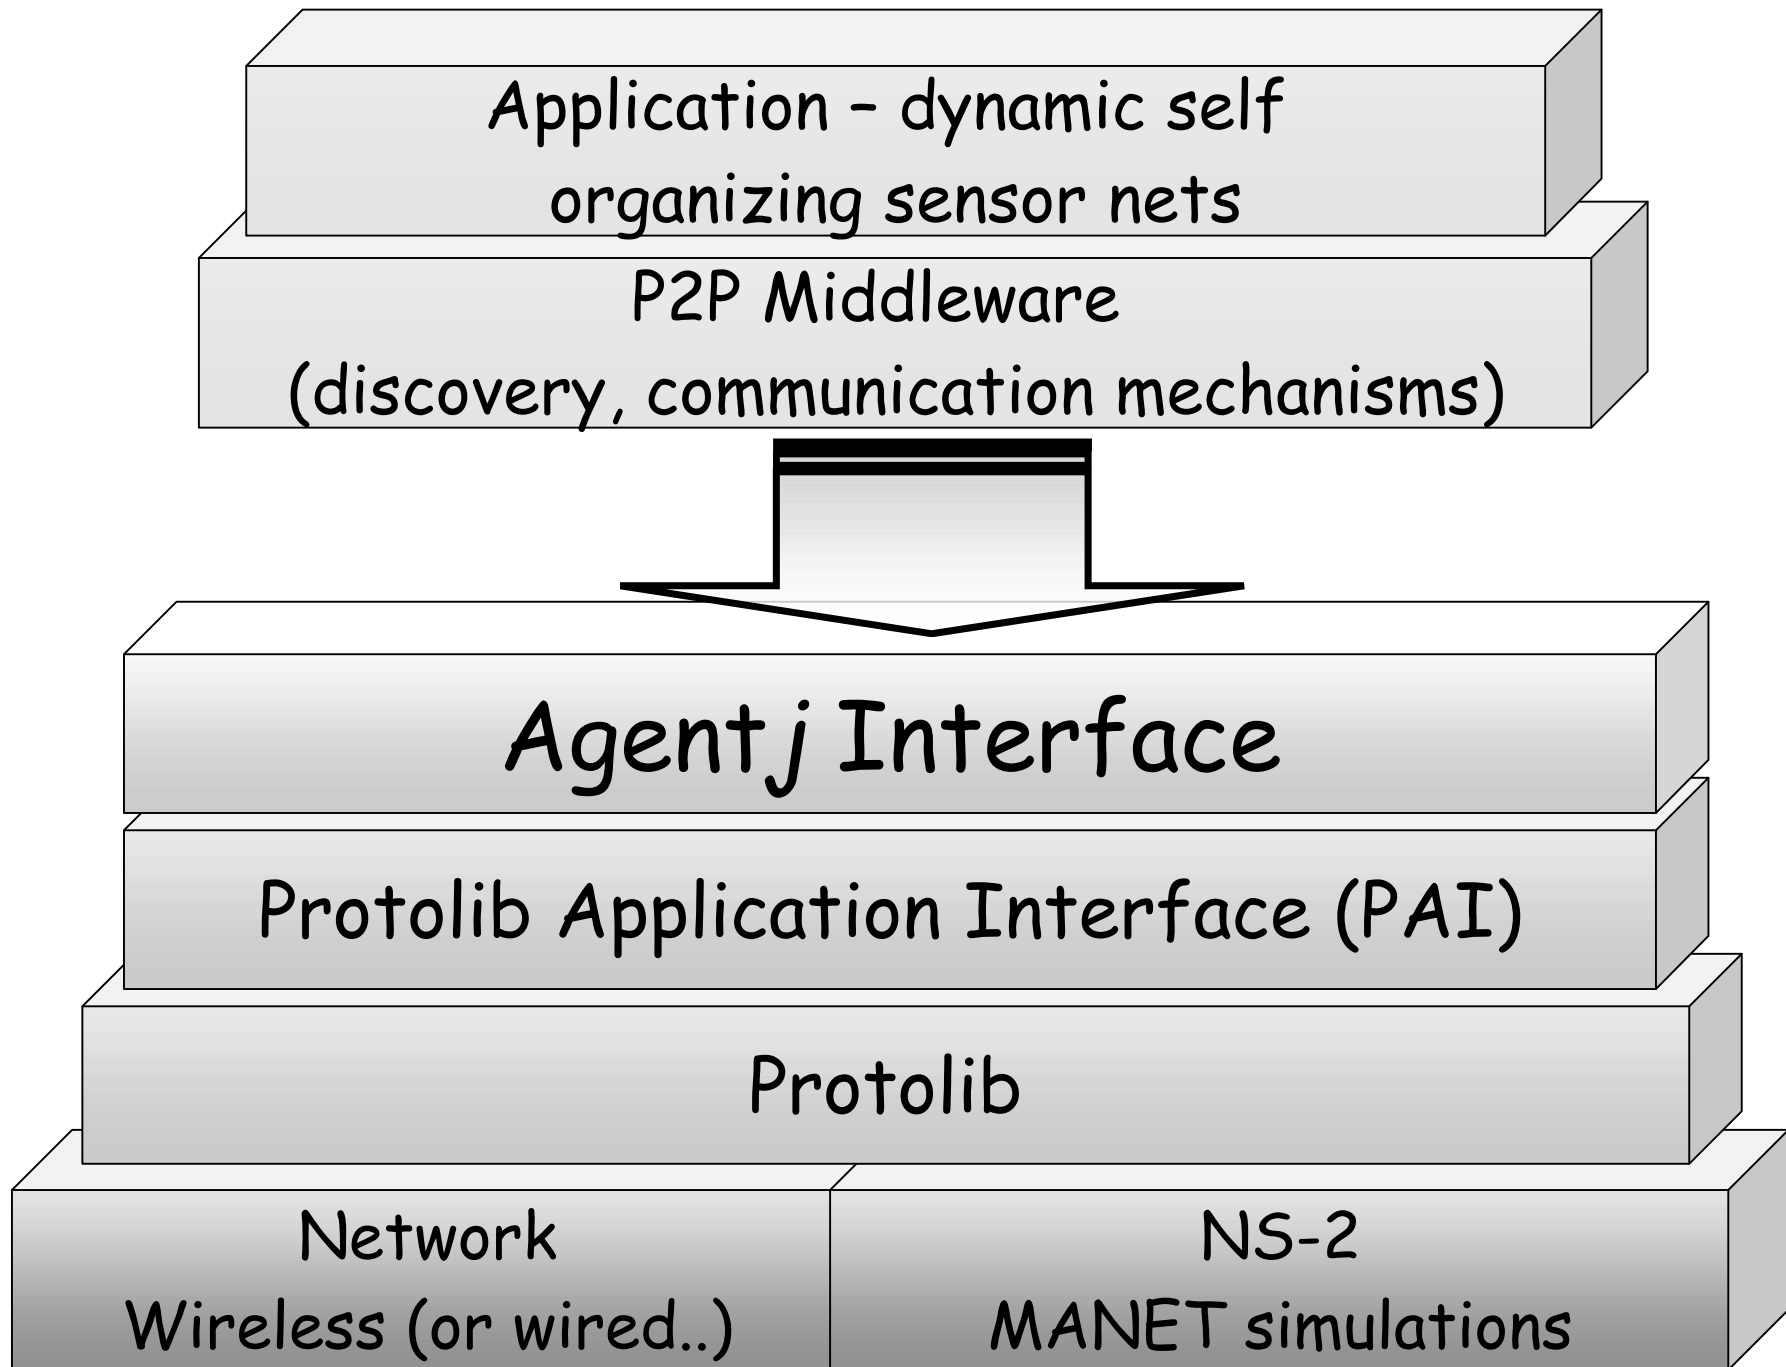 Application – dynamic self
organizing sensor nets
P2P Middleware
(discovery, communication mechanisms)
Agentj Interface
Protolib Application Interface (PAI)
Protolib
Network
Wireless (or wired..)
NS-2
MANET simulations